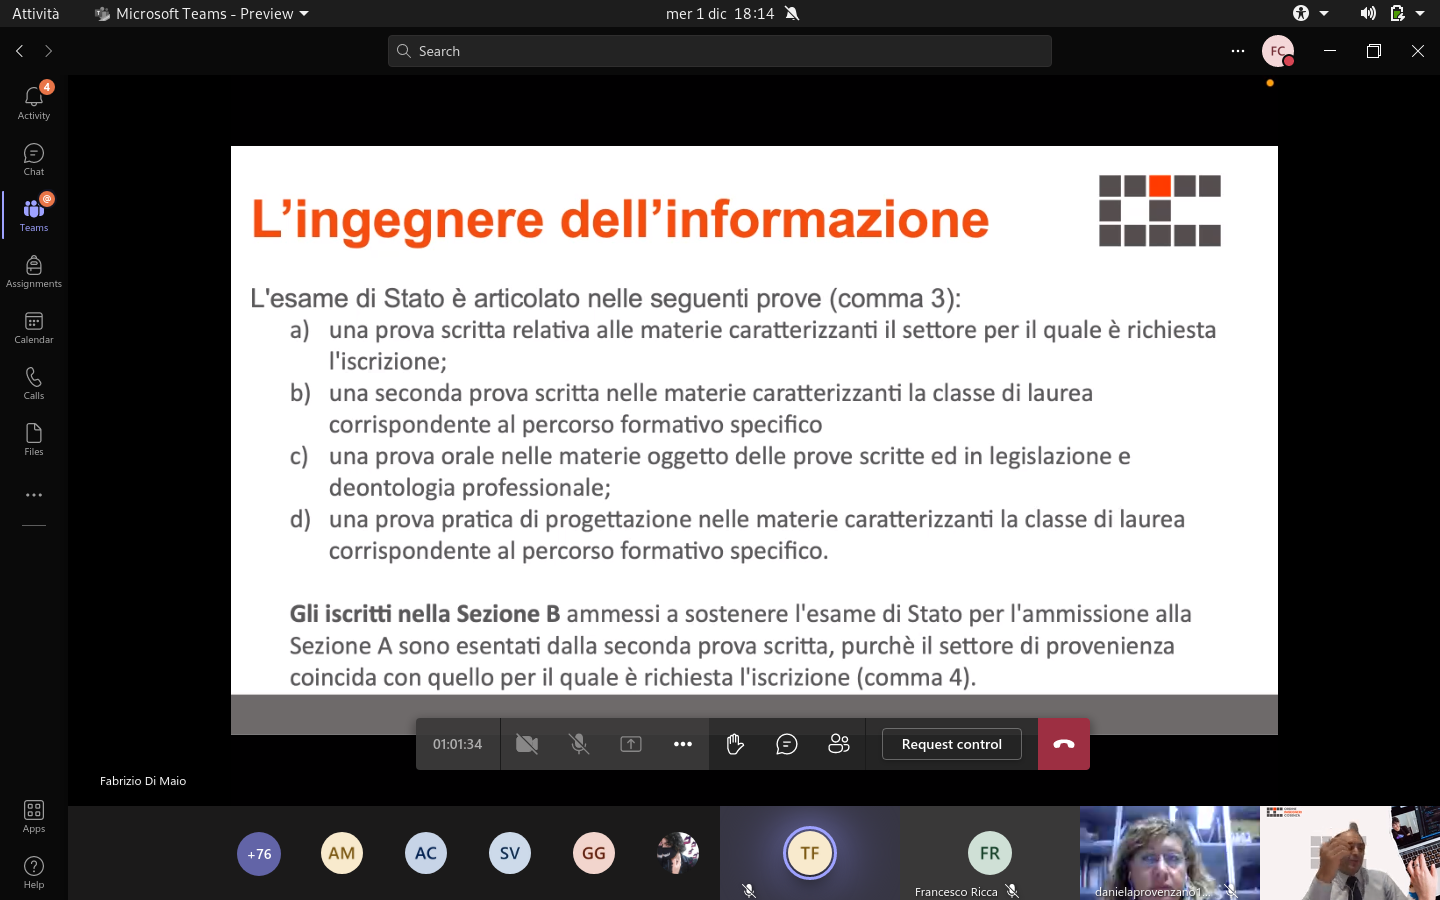 Attività
Microsoft Teams - Preview
mer 1 dic 18:14
Search
FC
4
Activity
Chat
@
Teams
Assignments
Calendar
Calls
Files
Apps
Help
L’ingegnere dell’informazione
L'esame di Stato è articolato nelle seguenti prove (comma 3):
a) una prova scritta relativa alle materie caratterizzanti il settore per il quale è richiesta
l'iscrizione;
b) una seconda prova scritta nelle materie caratterizzanti la classe di laurea
corrispondente al percorso formativo specifico
c) una prova orale nelle materie oggetto delle prove scritte ed in legislazione e
deontologia professionale;
d) una prova pratica di progettazione nelle materie caratterizzanti la classe di laurea
corrispondente al percorso formativo specifico.
Gli iscritti nella Sezione B ammessi a sostenere l'esame di Stato per l'ammissione alla
Sezione A sono esentati dalla seconda prova scritta, purchè il settore di provenienza
coincida con quello per il quale è richiesta l'iscrizione (comma 4).
01:01:34
Request control
Fabrizio Di Maio
+76
AM
AC
SV
GG
TF
FR
Francesco Ricca
danielaprovenzano1...